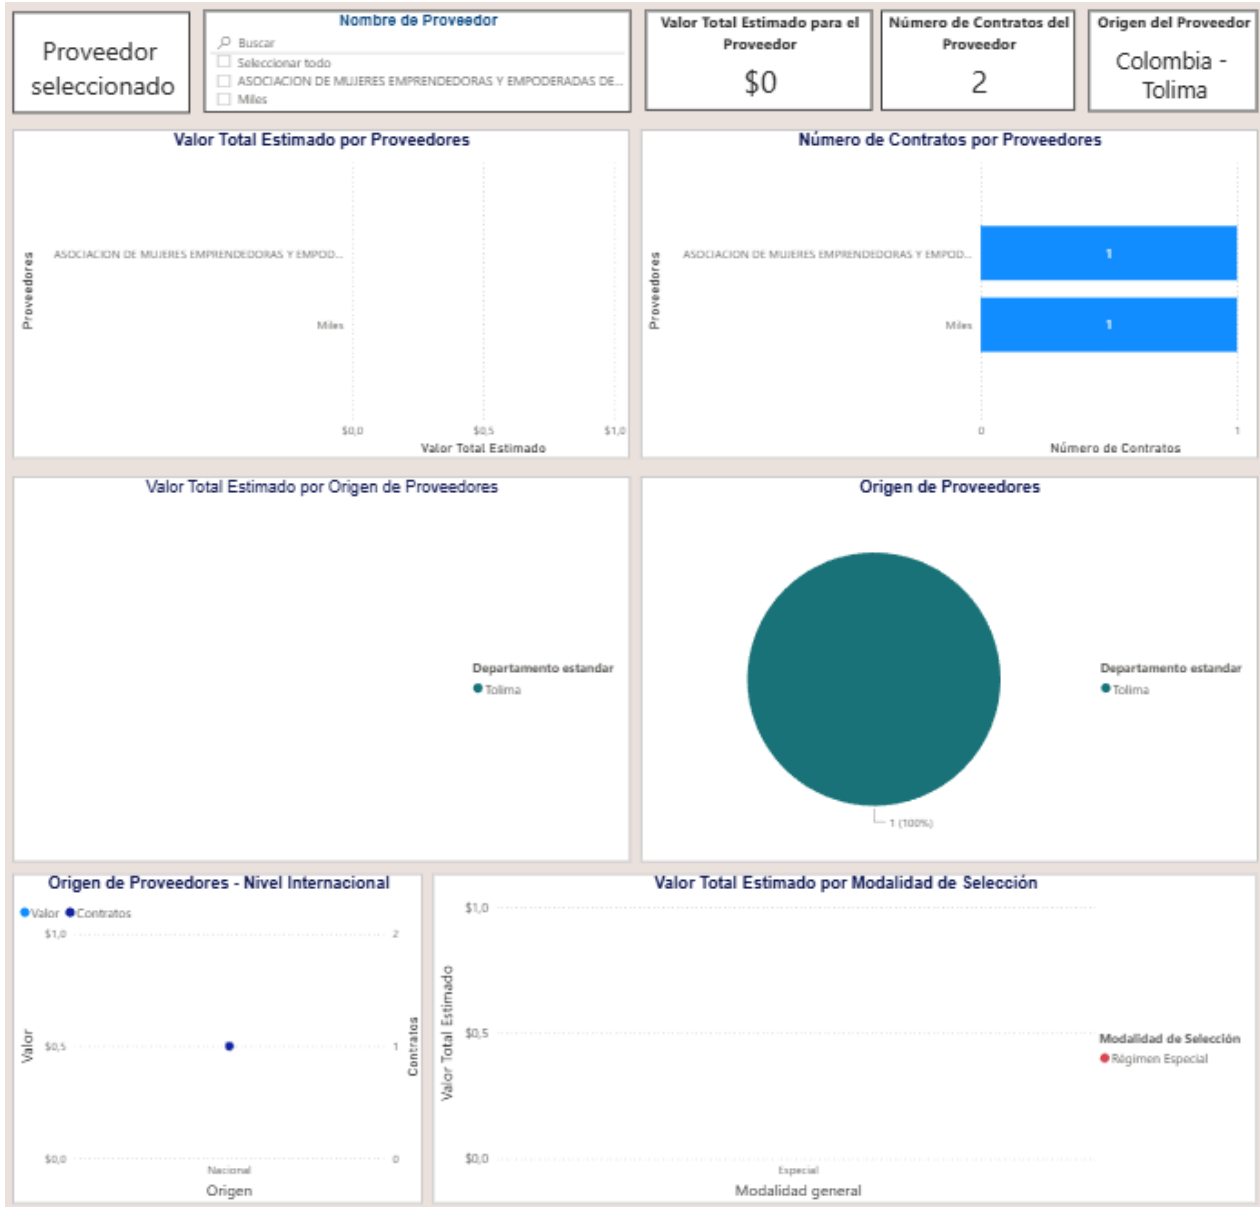 Proveedor
seleccionado
Nombre de Proveedor
Buscar
Seleccionar todo
ASOCIACION DE MUJERES EMPRENDEDORAS Y EMPODERADAS DE...
Miles
Valor Total Estimado para el
Proveedor
$0
Número de Contratos del
Proveedor
2
Origen del Proveedor
Colombia -
Tolima
Valor Total Estimado por Proveedores
Proveedores
ASOCIACION DE MUJERES EMPRENDEDORAS Y EMPOD...
Miles
$0,0
$0,5
$1,0
Valor Total Estimado
Número de Contratos por Proveedores
Proveedores
ASOCIACION DE MUJERES EMPRENDEDORAS Y EMPOD...
1
Miles
1
0
1
Número de Contratos
Valor Total Estimado por Origen de Proveedores
Departamento estandar
Tolima
Origen de Proveedores
1 (100%)
Departamento estandar
Tolima
Origen de Proveedores - Nivel Internacional
Valor Contratos
$1,0
2
Valor
$0,5
1
Contratos
$0,0
0
Nacional
Origen
Valor Total Estimado por Modalidad de Selección
Valor Total Estimado
$1,0
$0,5
$0,0
Especial
Modalidad general
Modalidad de Selección
Régimen Especial